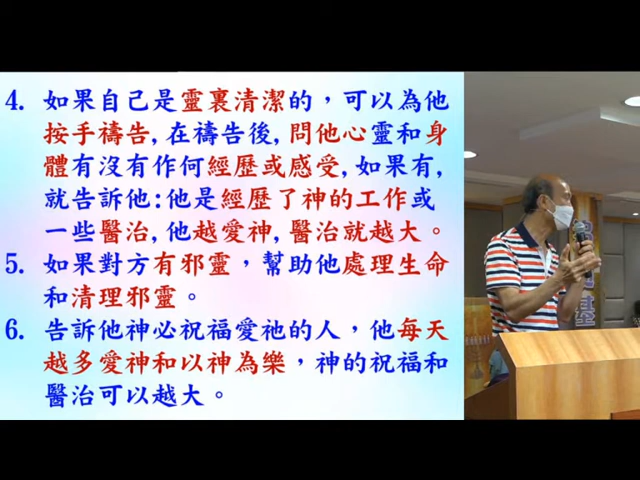 4. 如果自己是靈裏清潔的，可以為他
按手禱告, 在禱告後, 問他心靈和身
體有沒有作何經歷或感受, 如果有,
就告訴他: 他是經歷了神的工作或
一些醫治, 他越愛神, 醫治就越大。
5. 如果對方有邪靈，幫助他處理生命
和清理邪靈。
6. 告訴他神必祝福愛祂的人，他每天
越多愛神和以神為樂，神的祝福和
醫治可以越大。